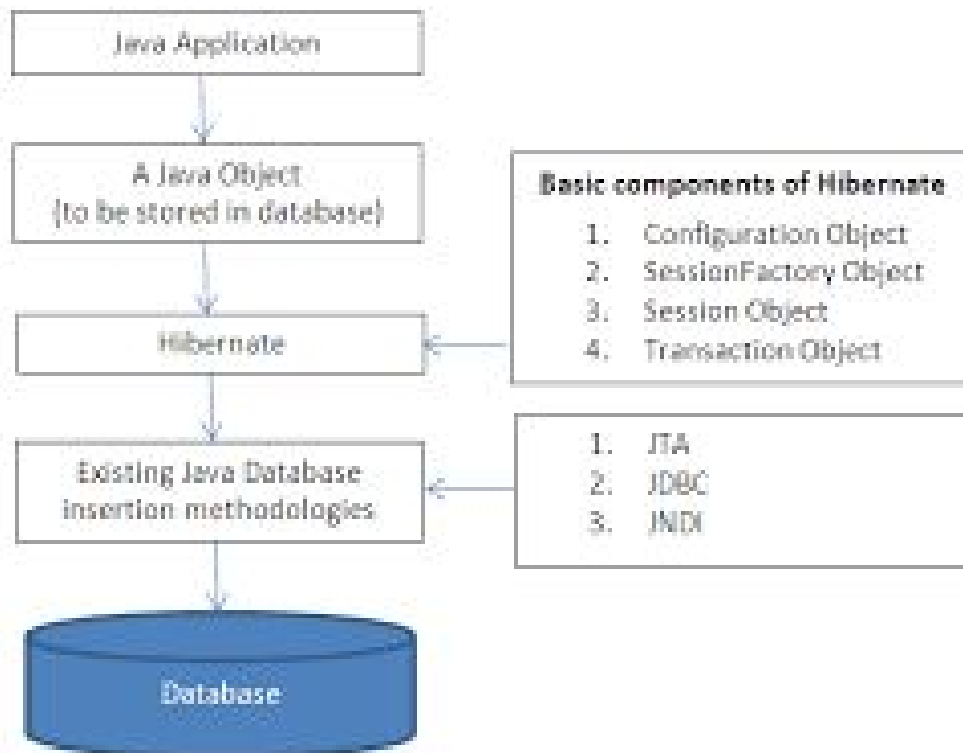 Java Application
A Java Object
(to be stored in database)
Basic components of Hibernate
1. Configuration Object
2. SessionFactory Object
3. Session Object
4. Transaction Object
Hibernate
Existing Java Database
insertion methodologies
1. JTA
2. JDBC
3. JNDI
Database